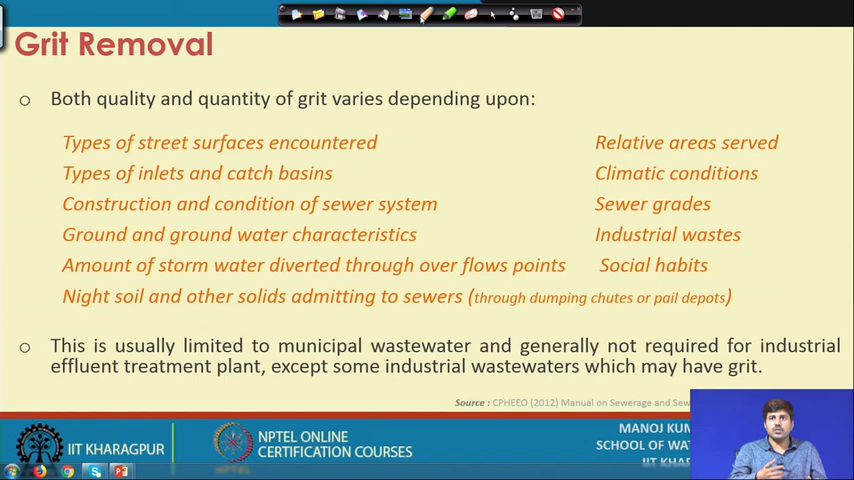 Grit Removal
Both quality and quantity of grit varies depending upon:
Types of street surfaces encountered
Relative areas served
Types of inlets and catch basins
Climatic conditions
Construction and condition of sewer system
Sewer grades
Ground and ground water characteristics
Industrial wastes
Amount of storm water diverted through over flows points
Social habits
Night soil and other solids admitting to sewers (through dumping chutes or pail depots)
This is usually limited to municipal wastewater and generally not required for industrial
effluent treatment plant, except some industrial wastewaters which may have grit.
Source : CPHEEO (2012) Manual on Sewerage and Sew
IIT KHARAGPUR
NPTEL ONLINE
CERTIFICATION COURSES
NPTEL
MANOJ KUM
SCHOOL OF WAT
IIT KHAR